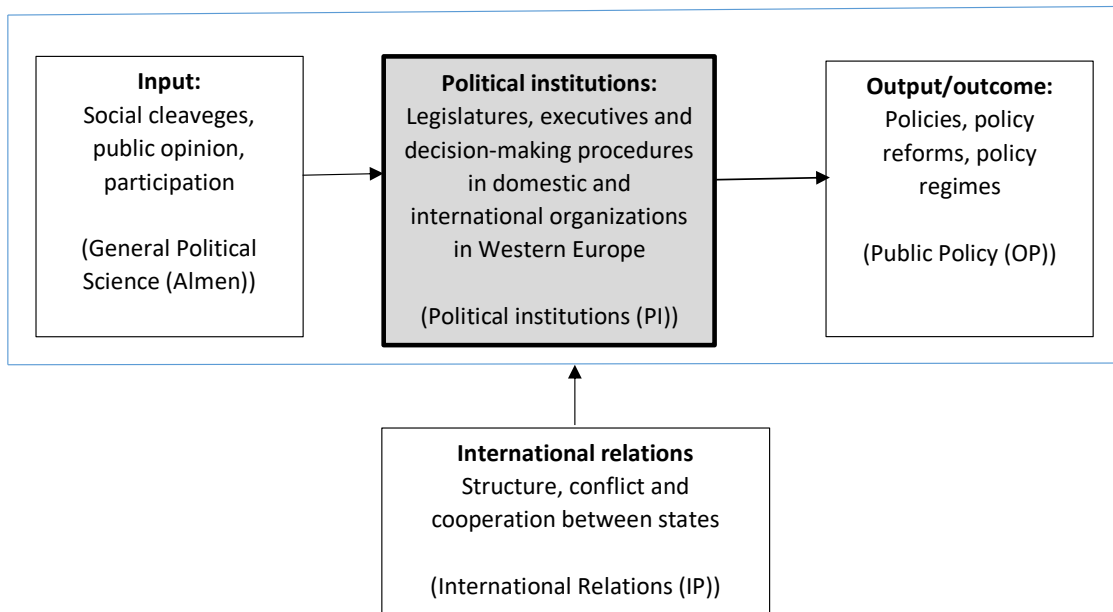 Input:
Social cleaveges,
public opinion,
participation
(General Political
Science (Almen))
Political institutions:
Legislatures, executives and
decision-making procedures
in domestic and
international organizations
in Western Europe
(Political institutions (PI))
Output/outcome:
Policies, policy
reforms, policy
regimes
(Public Policy (OP))
International relations
Structure, conflict and
cooperation between states
(International Relations (IP))